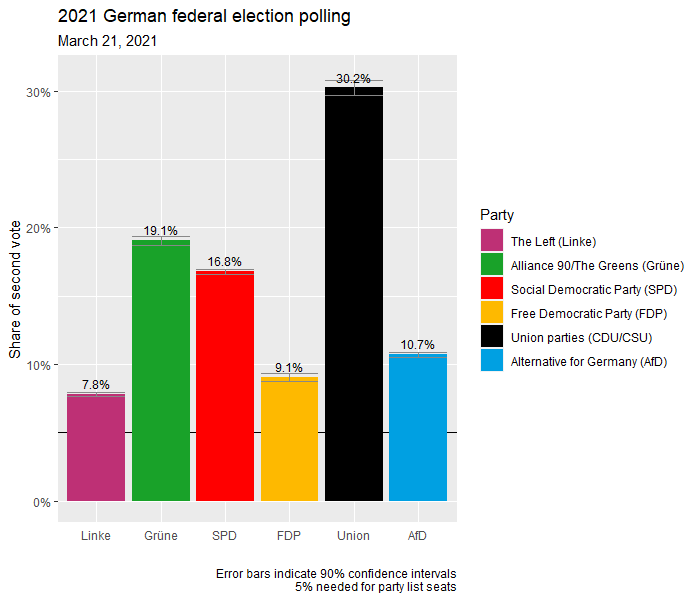 2021 German federal election polling
March 21, 2021
Share of second vote
30%
20%
10%
0%
7.8%
19.1%
16.8%
9.1%
30.2%
10.7%
Linke
Grüne
SPD
FDP
Union
AfD
Party
The Left (Linke)
Alliance 90/The Greens (Grüne)
Social Democratic Party (SPD)
Free Democratic Party (FDP)
Union parties (CDU/CSU)
Alternative for Germany (AfD)
Error bars indicate 90% confidence intervals
5% needed for party list seats